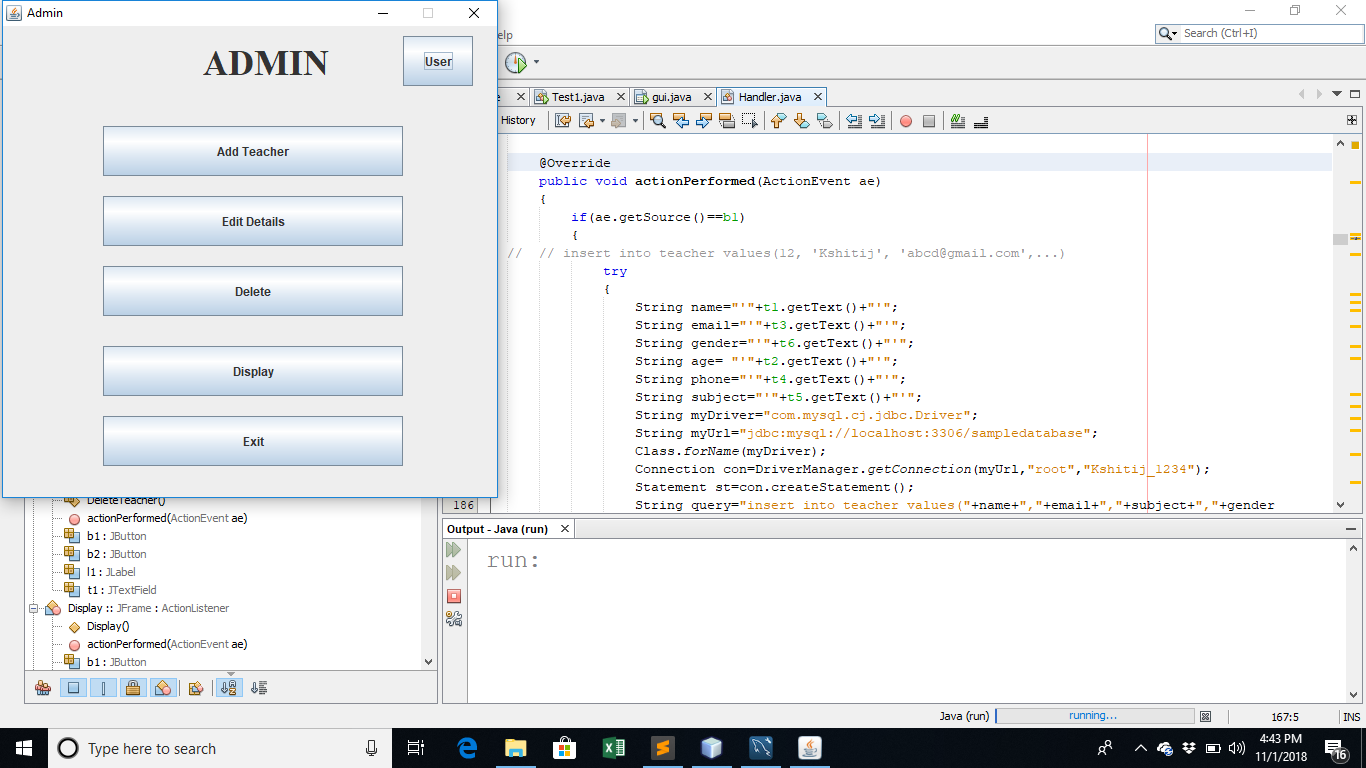 Admin
ADMIN
User
Add Teacher
Edit Details
Delete
Display
Exit
elp
Search (Ctrl+I)
e
Test1.java
gui.java
Handler.java
History
@Override
public void actionPerformed(ActionEvent ae)
{
if(ae.getSource()==b1)
{
// // insert into teacher values(12, 'Kshitij', 'abcd@gmail.com',...)
try
{
String name="'"+t1.getText()+"'";
String email="'"+t3.getText()+"'";
String gender="'"+t6.getText()+"'";
String age= "'"+t2.getText()+"'";
String phone="'"+t4.getText()+"'";
String subject="'"+t5.getText()+"'";
String myDriver="com.mysql.cj.jdbc.Driver";
String myUrl="jdbc:mysql://localhost:3306/sampledatabase";
Class.forName(myDriver);
Connection con=DriverManager.getConnection(myUrl,"root","Kshitij_1234");
Statement st=con.createStatement();
186 String query="insert into teacher values("+name+","+email+","+subject+","+gender
DeleteTeacher()
actionPerformed(ActionEvent ae)
b1 : JButton
b2 : JButton
l1 : JLabel
t1 : JTextField
Display :: JFrame : ActionListener
Display()
actionPerformed(ActionEvent ae)
b1 : JButton
Output - Java (run)
run:
Java (run)
running...
167:5
INS
Type here to search
4:43 PM
11/1/2018
16